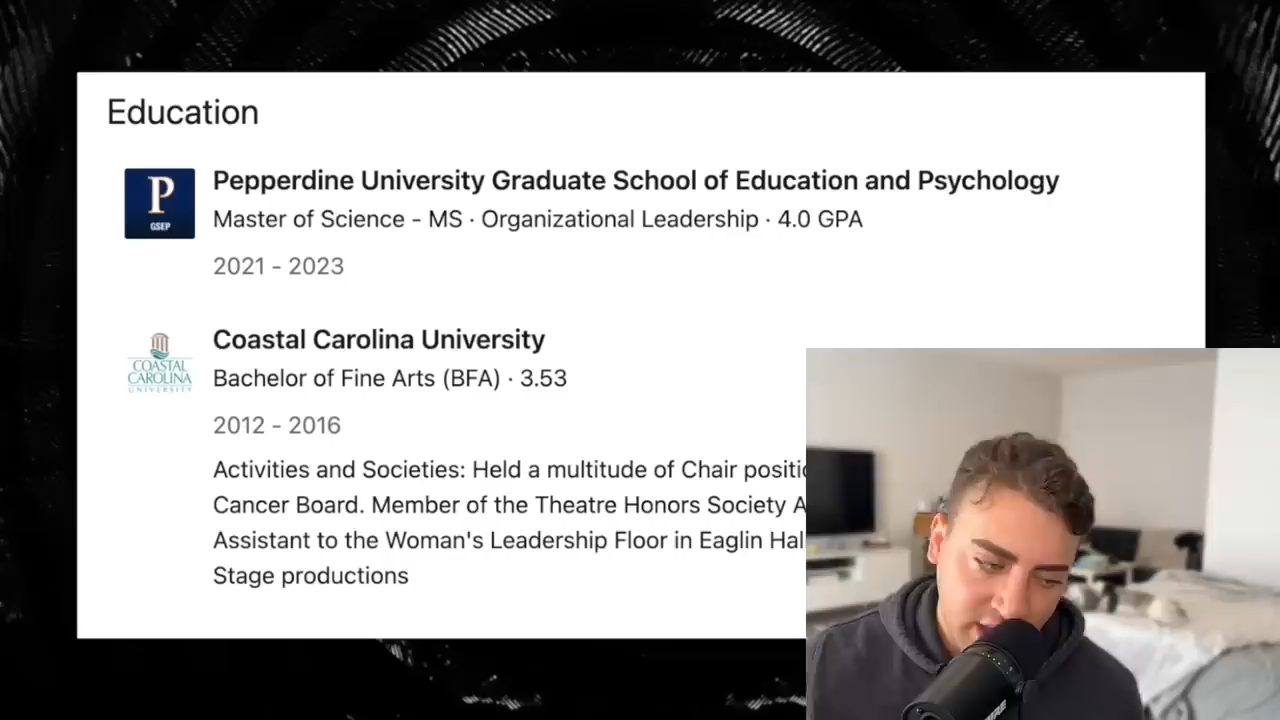 Education
P
GSEP
Pepperdine University Graduate School of Education and Psychology
Master of Science - MS · Organizational Leadership · 4.0 GPA
2021 - 2023
COASTAL
CAROLINA
UNIVERSITY
Coastal Carolina University
Bachelor of Fine Arts (BFA) · 3.53
2012 - 2016
Activities and Societies: Held a multitude of Chair
Cancer Board. Member of the Theatre Honors Society
Assistant to the Woman's Leadership Floor in Eaglin
Stage productions